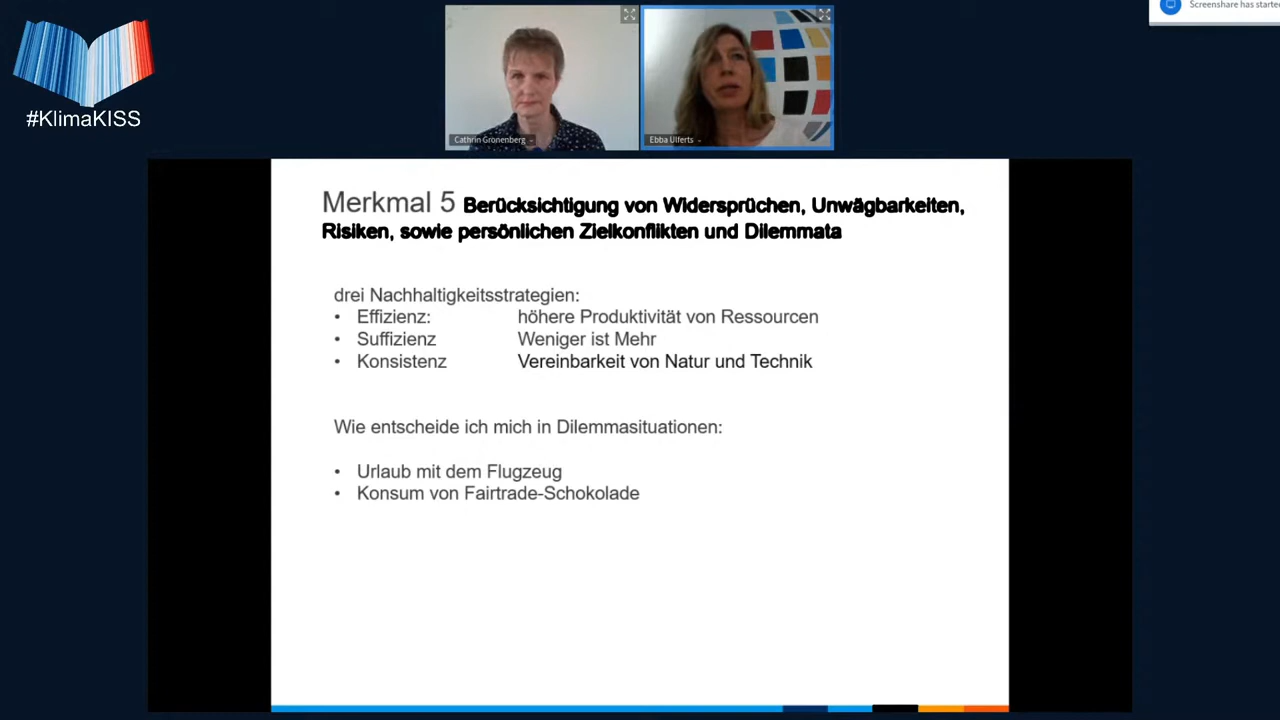 Screenshare has starte
#KlimaKISS
Cathrin Gronenberg
Ebba Ulferts
Merkmal 5 Berücksichtigung von Widersprüchen, Unwägbarkeiten,
Risiken, sowie persönlichen Zielkonflikten und Dilemmata
drei Nachhaltigkeitsstrategien:
• Effizienz: höhere Produktivität von Ressourcen
• Suffizienz Weniger ist Mehr
• Konsistenz Vereinbarkeit von Natur und Technik
Wie entscheide ich mich in Dilemmasituationen:
• Urlaub mit dem Flugzeug
• Konsum von Fairtrade-Schokolade